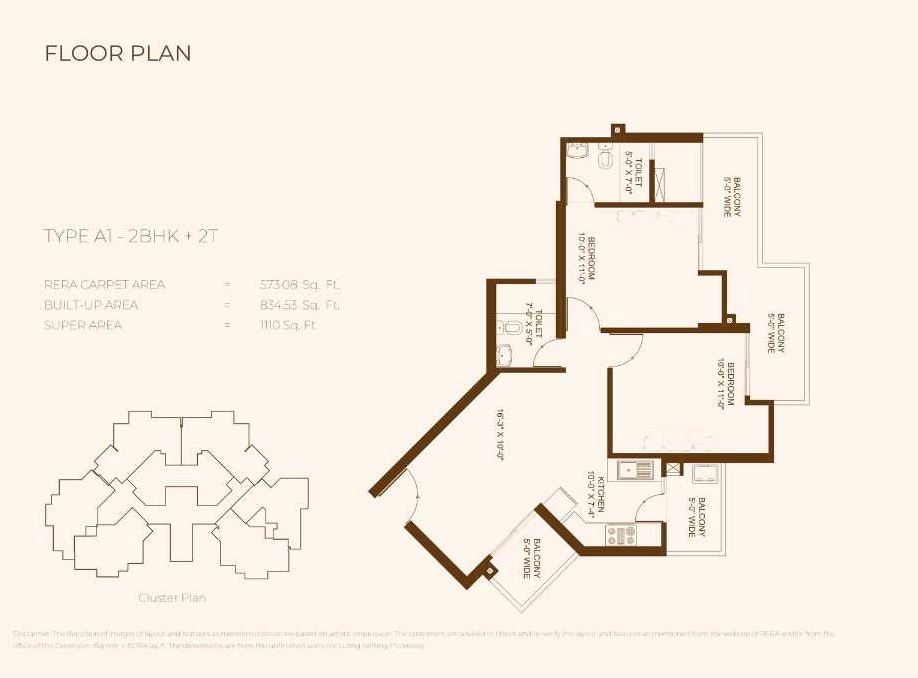 FLOOR PLAN
TYPE A1 - 2BHK + 2T
RERA CARPET AREA = 573.08 Sq. Ft.
BUILT-UP AREA = 834.53 Sq. Ft.
SUPER AREA = 1110 Sq. Ft.
TOILET
5'-0" X 7'-0"
BALCONY
5'-0" WIDE
BEDROOM
10'-0" X 11'-0"
TOILET
7'-0" X 5'-0"
BALCONY
5'-0" WIDE
BEDROOM
10'-0" X 11'-0"
16'-3" X 10'-0"
KITCHEN
10'-0" X 7'-4"
BALCONY
5'-0" WIDE
BALCONY
5'-0" WIDE
Cluster Plan
Disclaimer: The depiction of images of layout and features as mentioned above are based on artistic impression. The customers are advised to check and re-verify the layout and features as mentioned from the website of RERA and/or from the
office of the Developer. The dimensions are from the unfinished walls